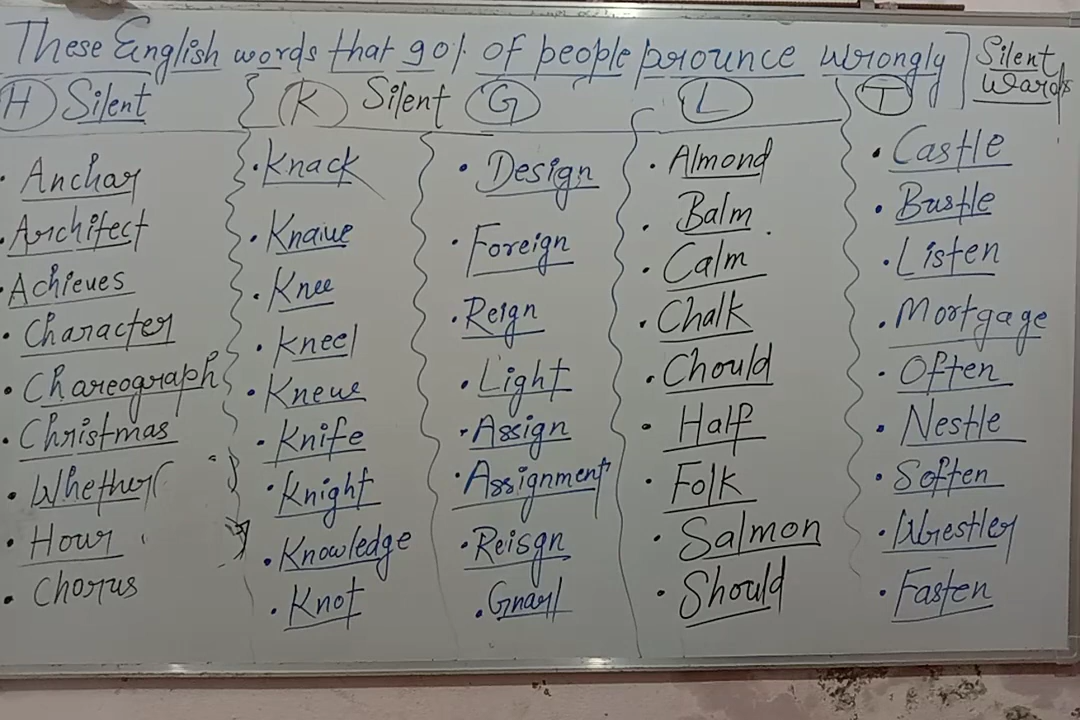 These English words that 90% of people prounce wrongly
Silent
Words
H Silent
Anchar
Architect
Achieves
Character
Chareograph
Christmas
Whether
Hour
Chorus
K Silent
Knack
Knaive
Knee
Kneel
Knew
Knife
Knight
Knowledge
Knot
G
Design
Foreign
Reign
Light
Assign
Assignment
Reisgn
Gnarl
L
Almond
Balm
Calm
Chalk
Chould
Half
Folk
Salmon
Should
T
Castle
Bustle
Listen
Mortgage
Often
Nestle
Soften
Wrestler
Fasten